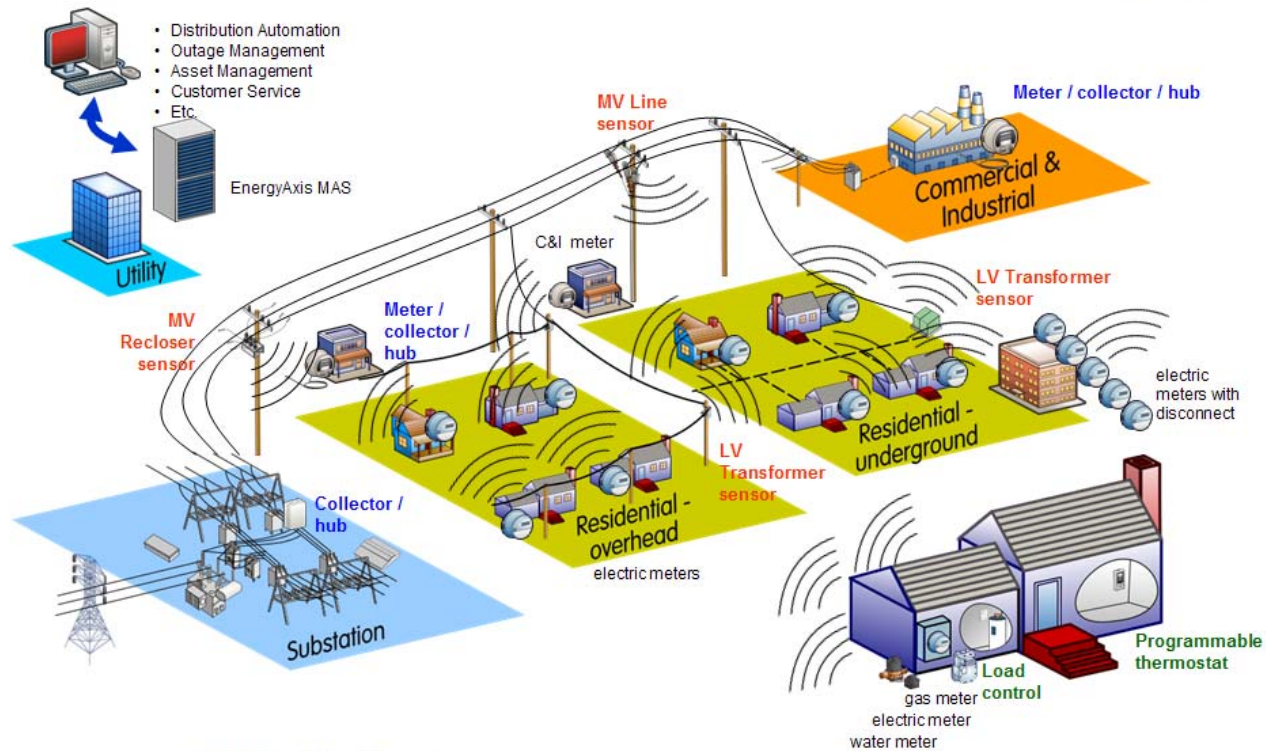 • Distribution Automation
• Outage Management
• Asset Management
• Customer Service
• Etc.
EnergyAxis MAS
Utility
MV Line
sensor
Meter / collector / hub
Commercial &
Industrial
C&I meter
LV Transformer
sensor
MV
Recloser
sensor
Meter /
collector /
hub
electric
meters with
disconnect
Residential -
underground
LV
Transformer
sensor
Collector /
hub
Residential -
overhead
electric meters
Substation
Programmable
thermostat
Load
control
gas meter
electric meter
water meter